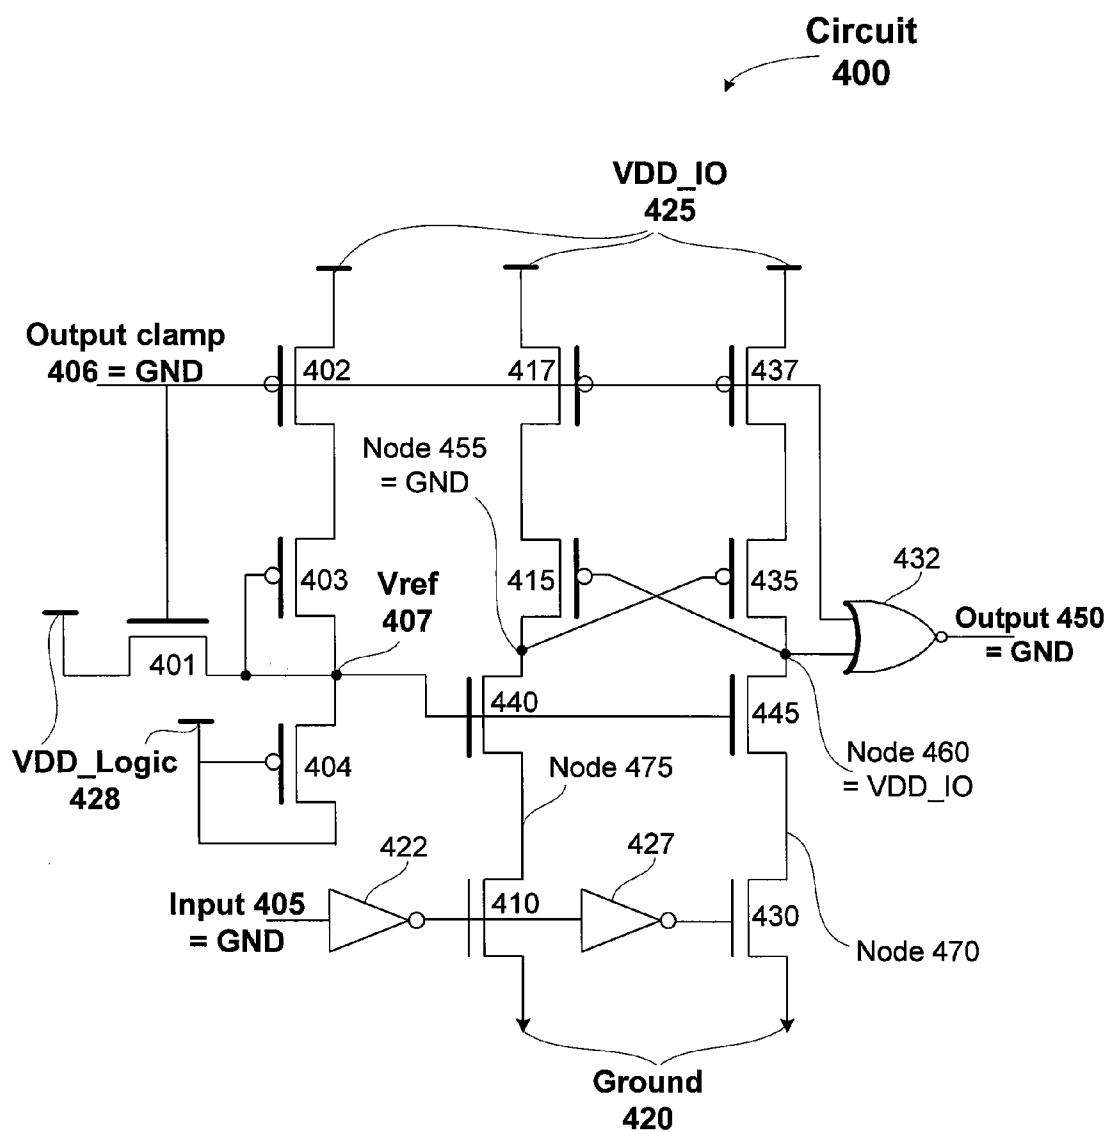 Circuit
400
VDD_IO
425
Output clamp
406 = GND
402
417
437
Node 455
= GND
403
Vref
407
415
435
432
Output 450
= GND
401
440
445
VDD_Logic
428
404
Node 475
Node 460
= VDD_IO
422
427
Input 405
= GND
410
430
Node 470
Ground
420